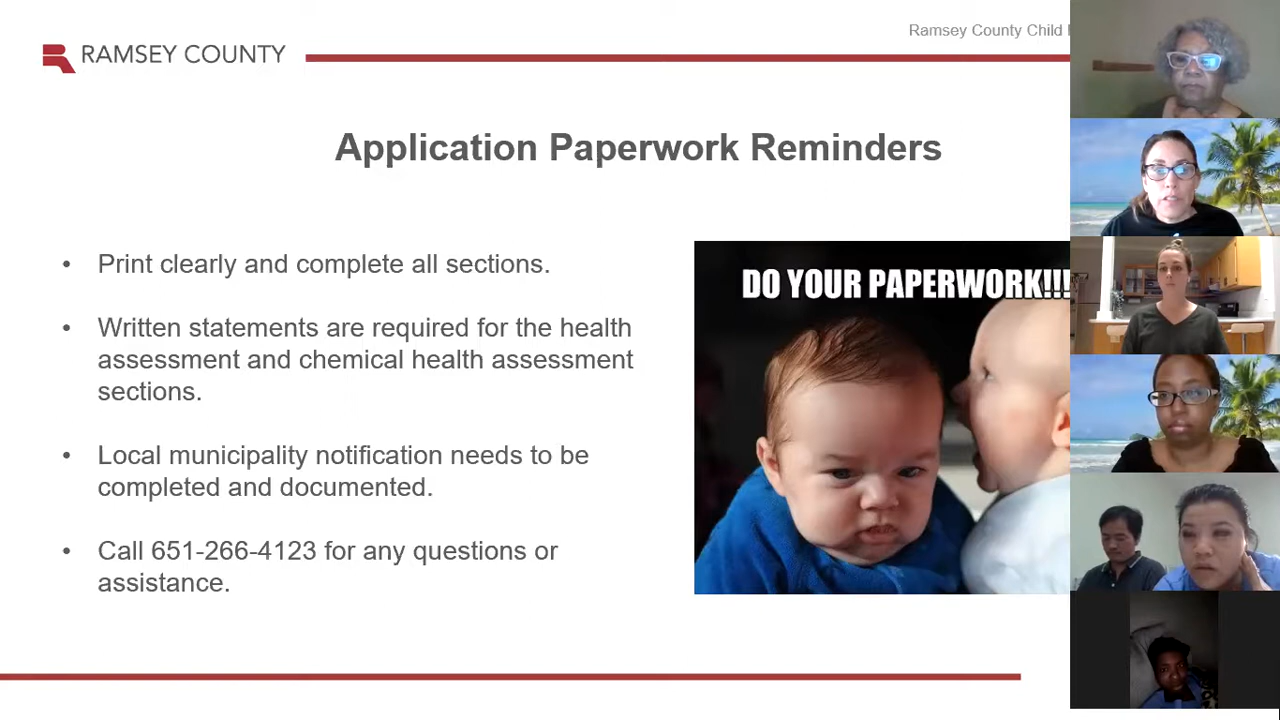 Ramsey County Child
RAMSEY COUNTY
Application Paperwork Reminders
• Print clearly and complete all sections.
• Written statements are required for the health
assessment and chemical health assessment
sections.
• Local municipality notification needs to be
completed and documented.
• Call 651-266-4123 for any questions or
assistance.
DO YOUR PAPERWORK!!!